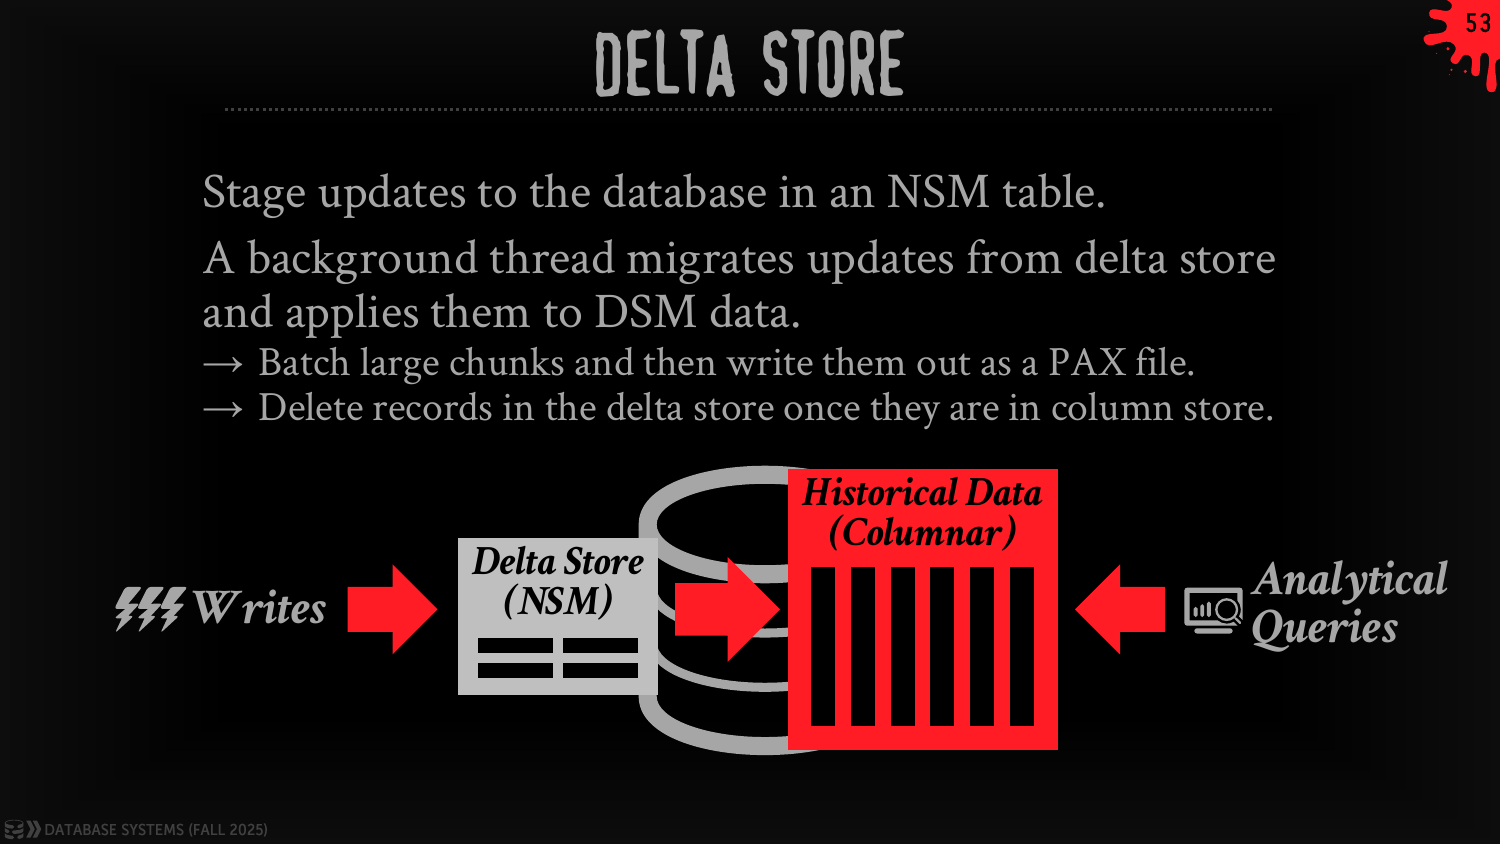 DELTA STORE
53
Stage updates to the database in an NSM table.
A background thread migrates updates from delta store
and applies them to DSM data.
→ Batch large chunks and then write them out as a PAX file.
→ Delete records in the delta store once they are in column store.
Writes
Delta Store
(NSM)
Historical Data
(Columnar)
Analytical
Queries
DATABASE SYSTEMS (FALL 2025)